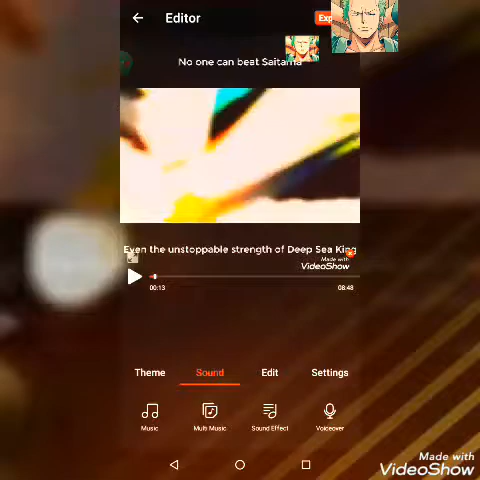 Editor
Exp
No one can beat Saitama
Even the unstoppable strength of Deep Sea King
Made with
VideoShow
00:13
08:48
Theme Sound Edit Settings
Music Multi Music Sound Effect Voiceover
Made with
VideoShow